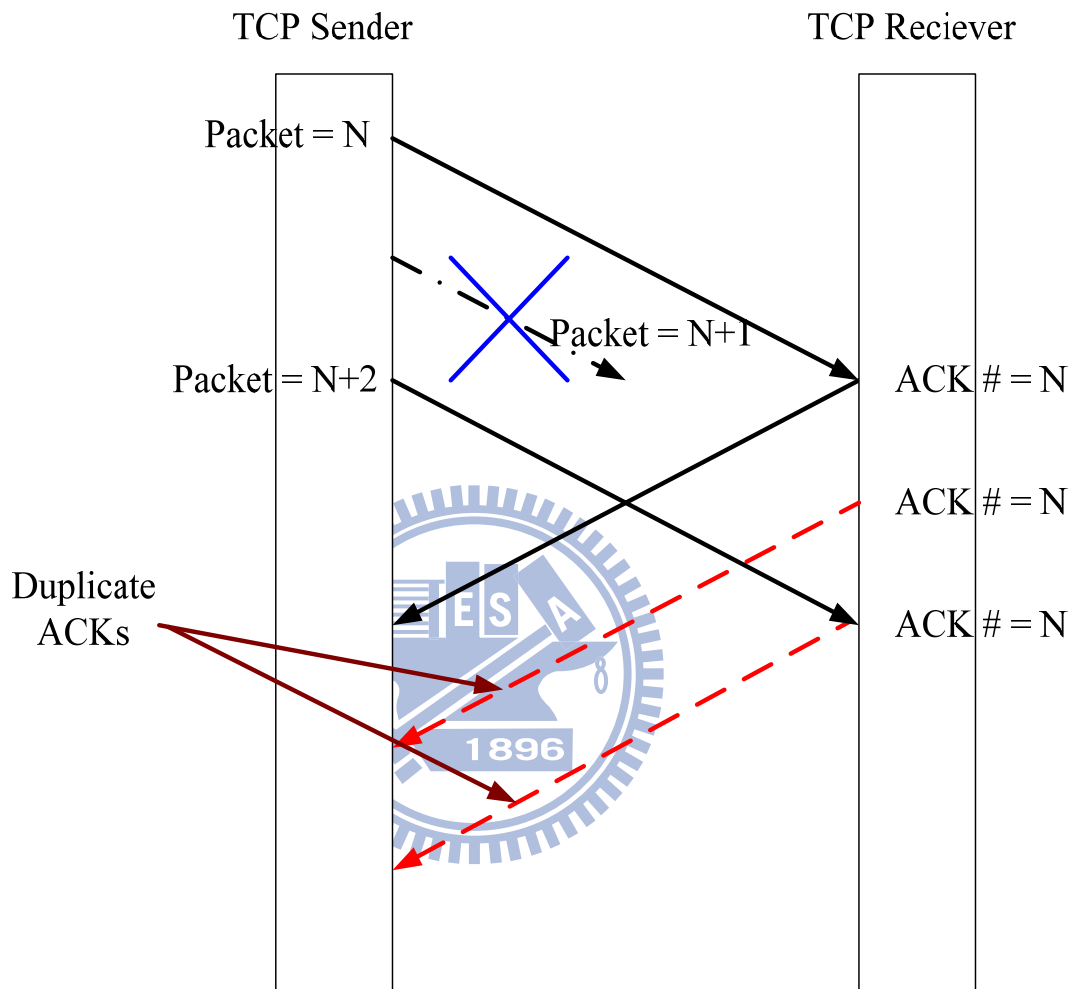 TCP Sender
TCP Reciever
Packet = N
Packet = N+1
Packet = N+2
ACK # = N
ACK # = N
Duplicate
ACKs
ACK # = N
E S A
1896